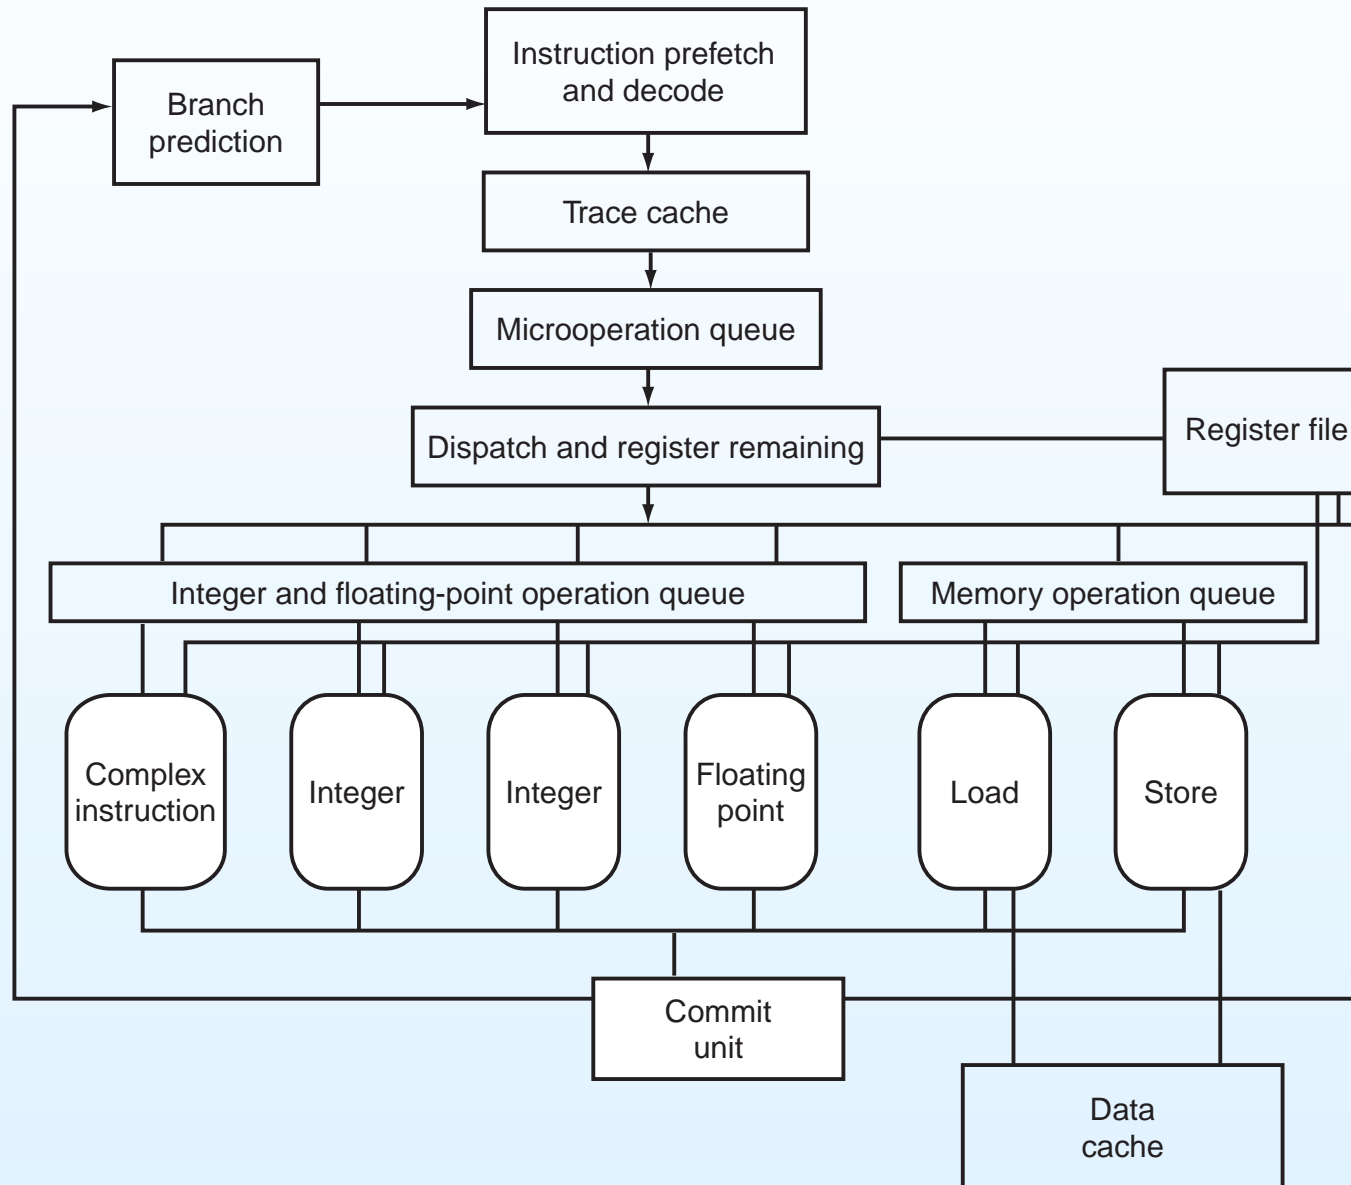 Instruction prefetch
and decode
Branch
prediction
Trace cache
Microoperation queue
Register file
Dispatch and register remaining
Integer and floating-point operation queue
Memory operation queue
Complex
instruction
Integer
Integer
Floating
point
Load
Store
Commit
unit
Data
cache